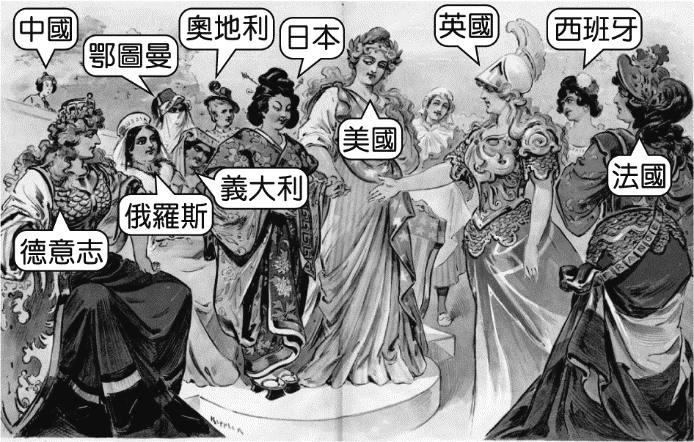 中國
鄂圖曼
奧地利
日本
英國
西班牙
美國
法國
義大利
俄羅斯
德意志
KEPPLER